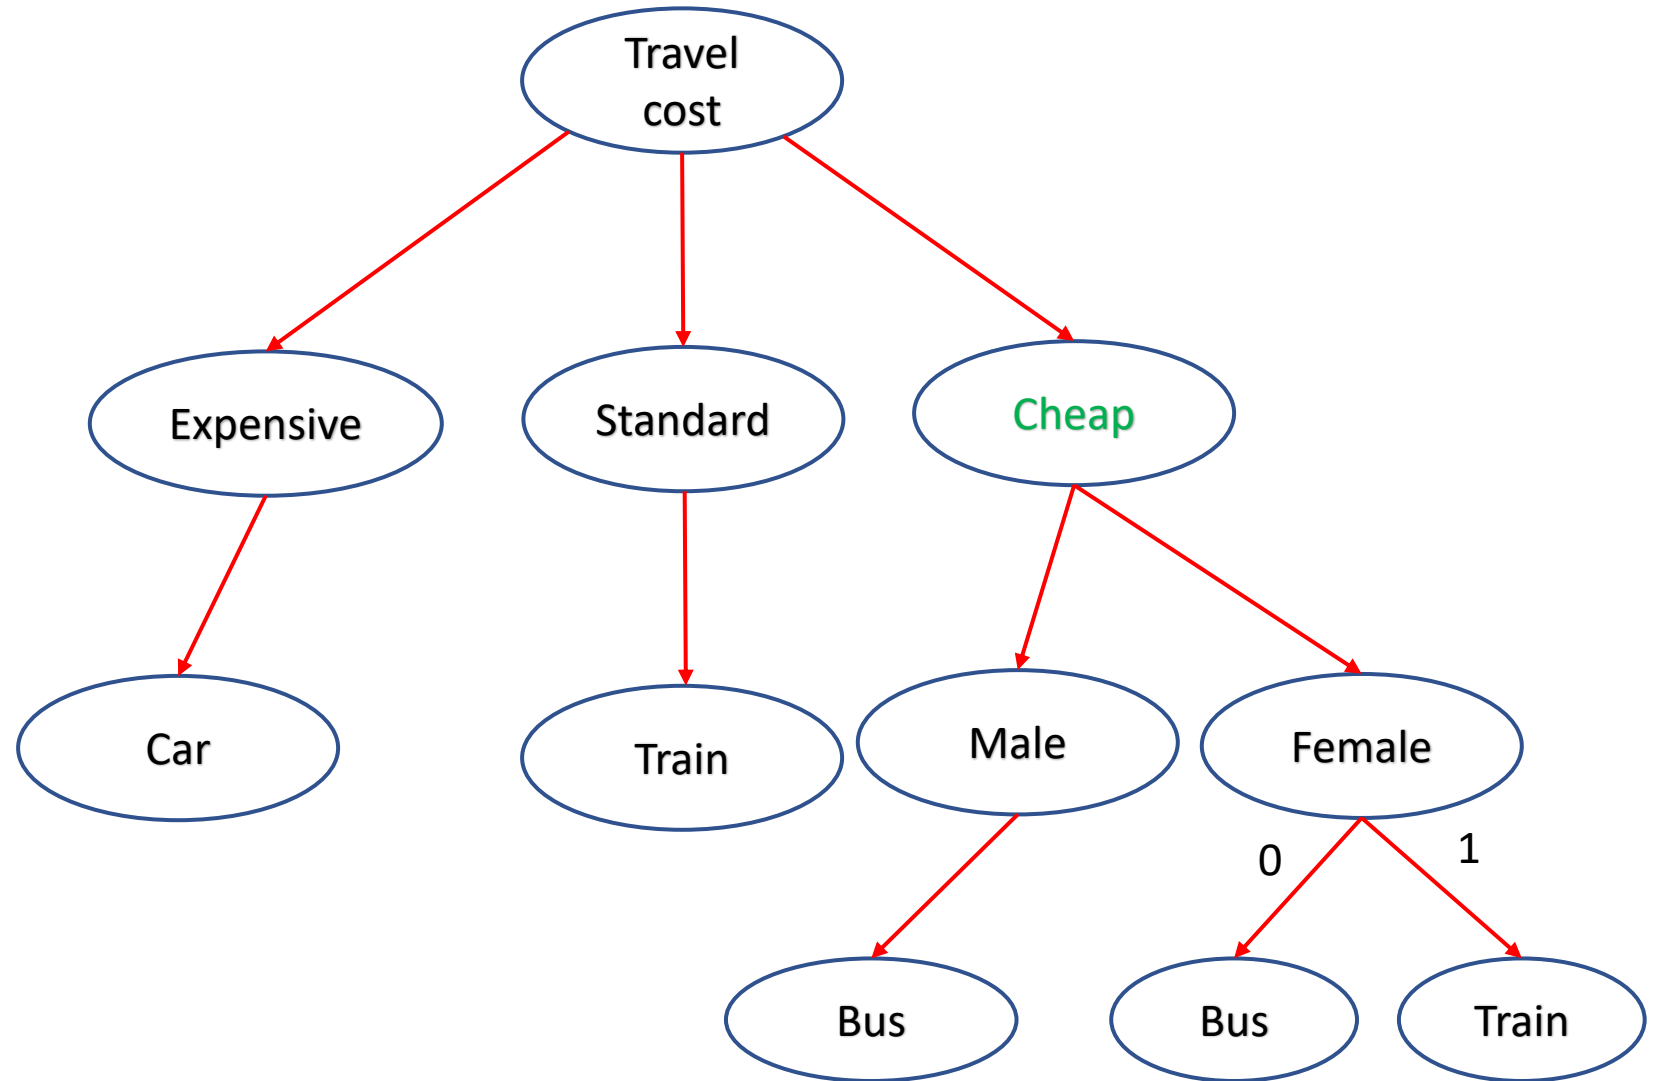 Travel
cost
Expensive
Standard
Cheap
Car
Train
Male
Female
0
1
Bus
Bus
Train